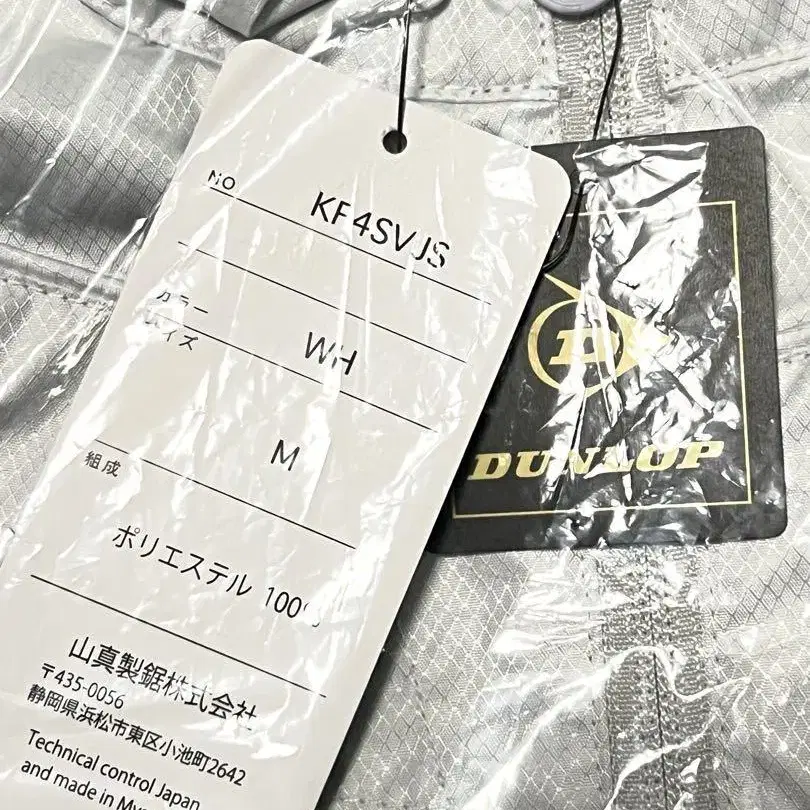 NO
KF4SVJS
カラー
WH
サイズ
M
組成
ポリエステル 100%
山真製鋸株式会社
〒435-0056
静岡県浜松市東区小池町2642
Technical control Japan
and made in
D
DUNLOP